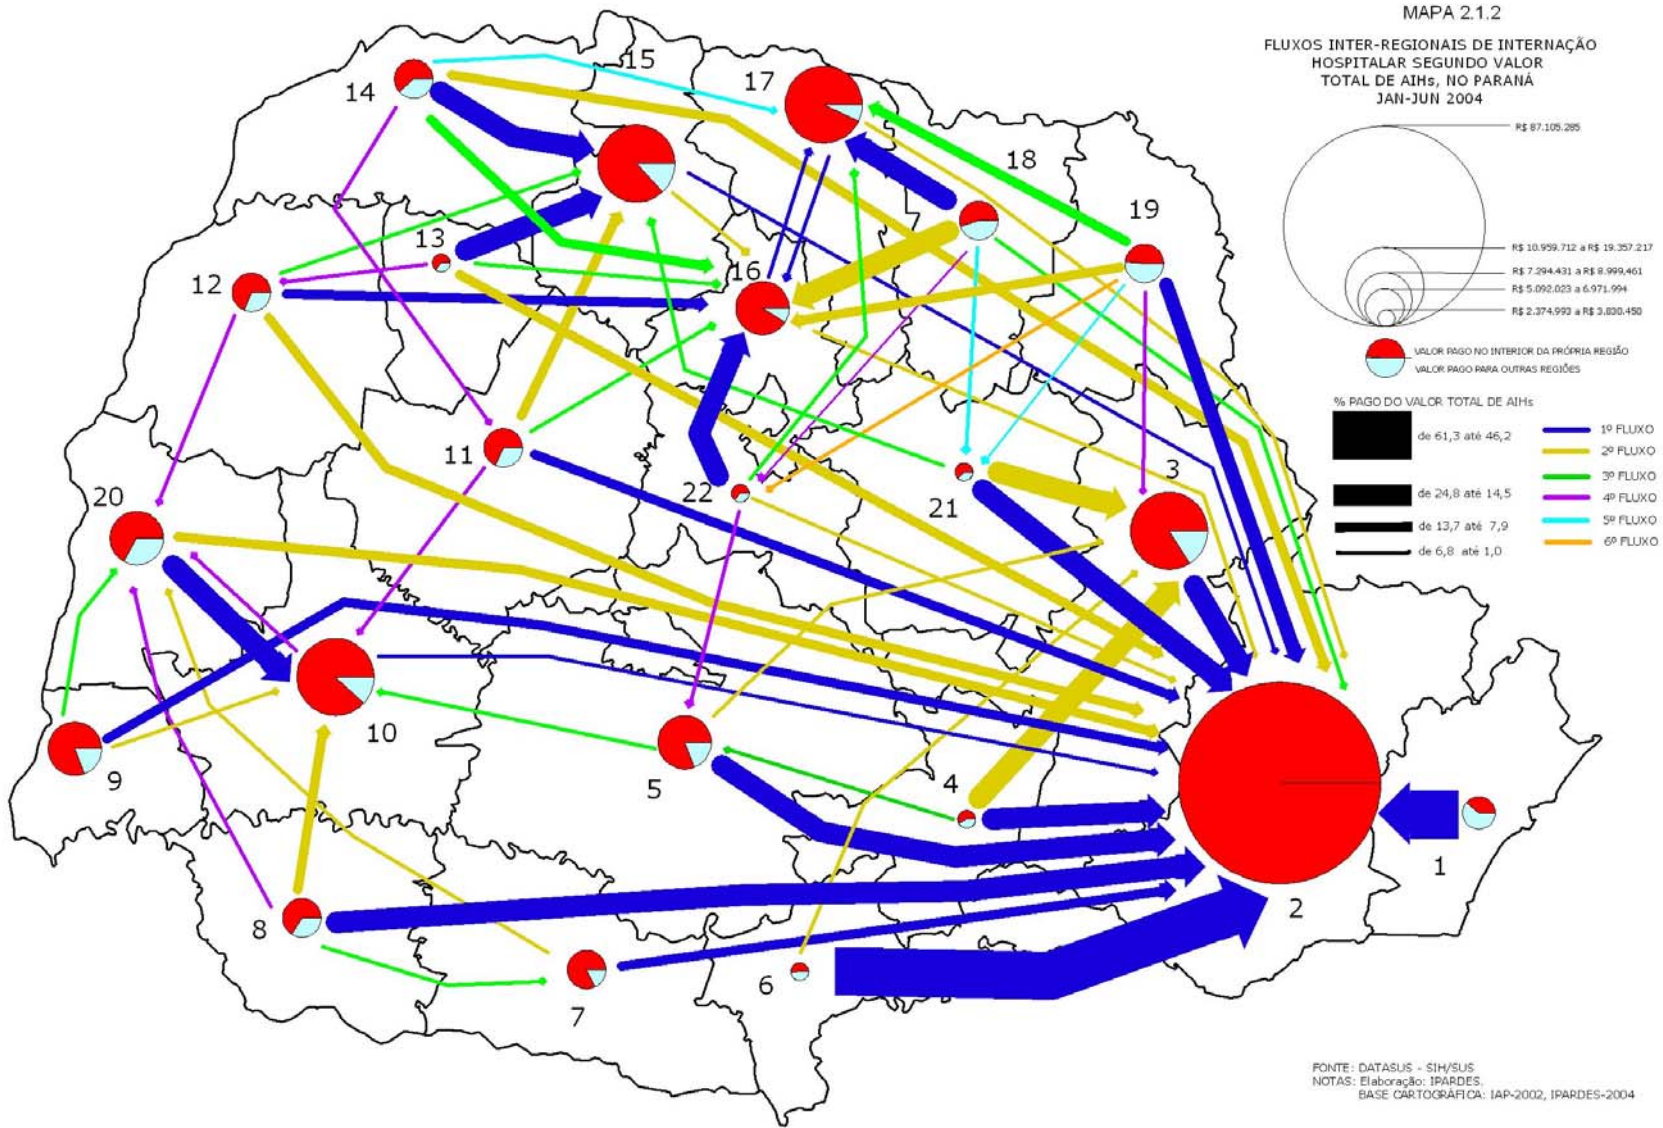 MAPA 2.1.2
FLUXOS INTER-REGIONAIS DE INTERNAÇÃO
HOSPITALAR SEGUNDO VALOR
TOTAL DE AIHs, NO PARANÁ
JAN-JUN 2004
R$ 87.105.285
R$ 10.959.712 a R$ 19.357.217
R$ 7.294.431 a R$ 8.999.461
R$ 5.092.023 a 6.971.994
R$ 2.374.993 a R$ 3.830.450
VALOR PAGO NO INTERIOR DA PRÓPRIA REGIÃO
VALOR PAGO PARA OUTRAS REGIÕES
% PAGO DO VALOR TOTAL DE AIHs
de 61,3 até 46,2
de 24,8 até 14,5
de 13,7 até 7,9
de 6,8 até 1,0
1º FLUXO
2º FLUXO
3º FLUXO
4º FLUXO
5º FLUXO
6º FLUXO
15
17
14
18
19
13
16
12
11
3
20
22
21
10
9
5
4
1
8
2
6
7
FONTE: DATASUS - SIH/SUS
NOTAS: Elaboração: IPARDES.
BASE CARTOGRÁFICA: IAP-2002, IPARDES-2004